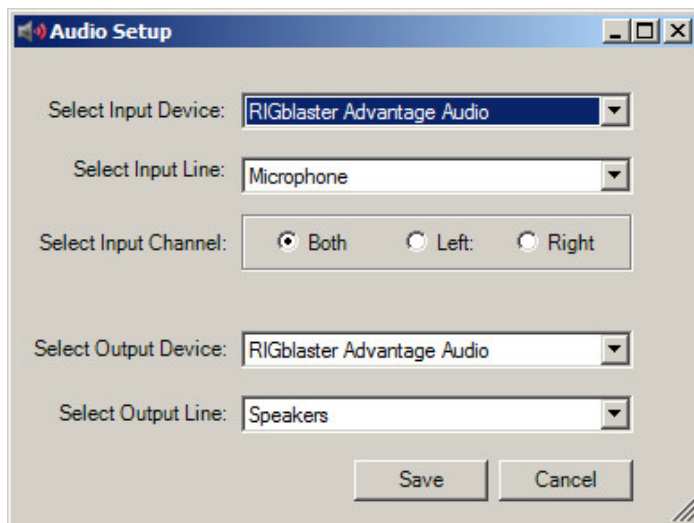 Audio Setup
Select Input Device: RIGblaster Advantage Audio
Select Input Line: Microphone
Select Input Channel: Both Left: Right
Select Output Device: RIGblaster Advantage Audio
Select Output Line: Speakers
Save Cancel